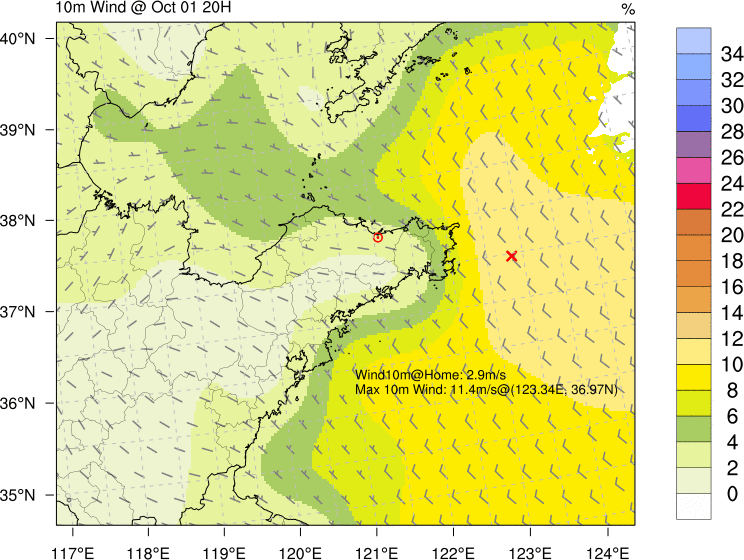 10m Wind @ Oct 01 20H
%
40°N
39°N
38°N
37°N
36°N
35°N
117°E
118°E
119°E
120°E
121°E
122°E
123°E
124°E
Wind10m@Home: 2.9m/s
Max 10m Wind: 11.4m/s@(123.34E, 36.97N)
34
32
30
28
26
24
22
20
18
16
14
12
10
8
6
4
2
0